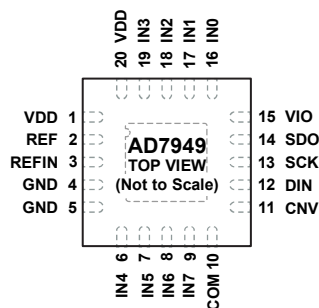 20 VDD
19 IN3
18 IN2
17 IN1
16 IN0
VDD 1
REF 2
REFIN 3
GND 4
GND 5
AD7949
TOP VIEW
(Not to Scale)
15 VIO
14 SDO
13 SCK
12 DIN
11 CNV
IN4 6
IN5 7
IN6 8
IN7 9
COM 10